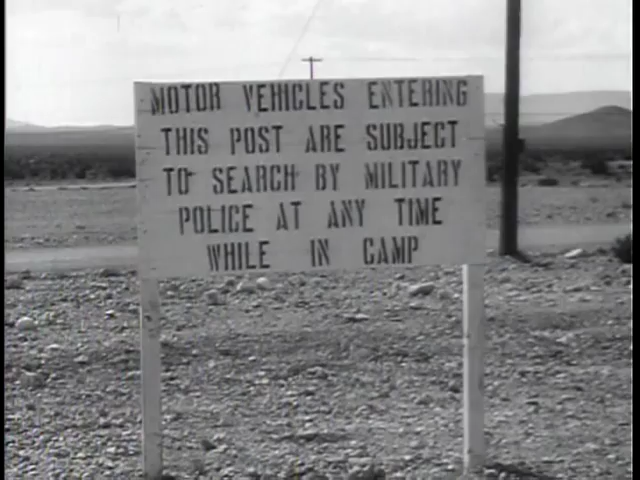 MOTOR VEHICLES ENTERING
THIS POST ARE SUBJECT
TO SEARCH BY MILITARY
POLICE AT ANY TIME
WHILE IN CAMP